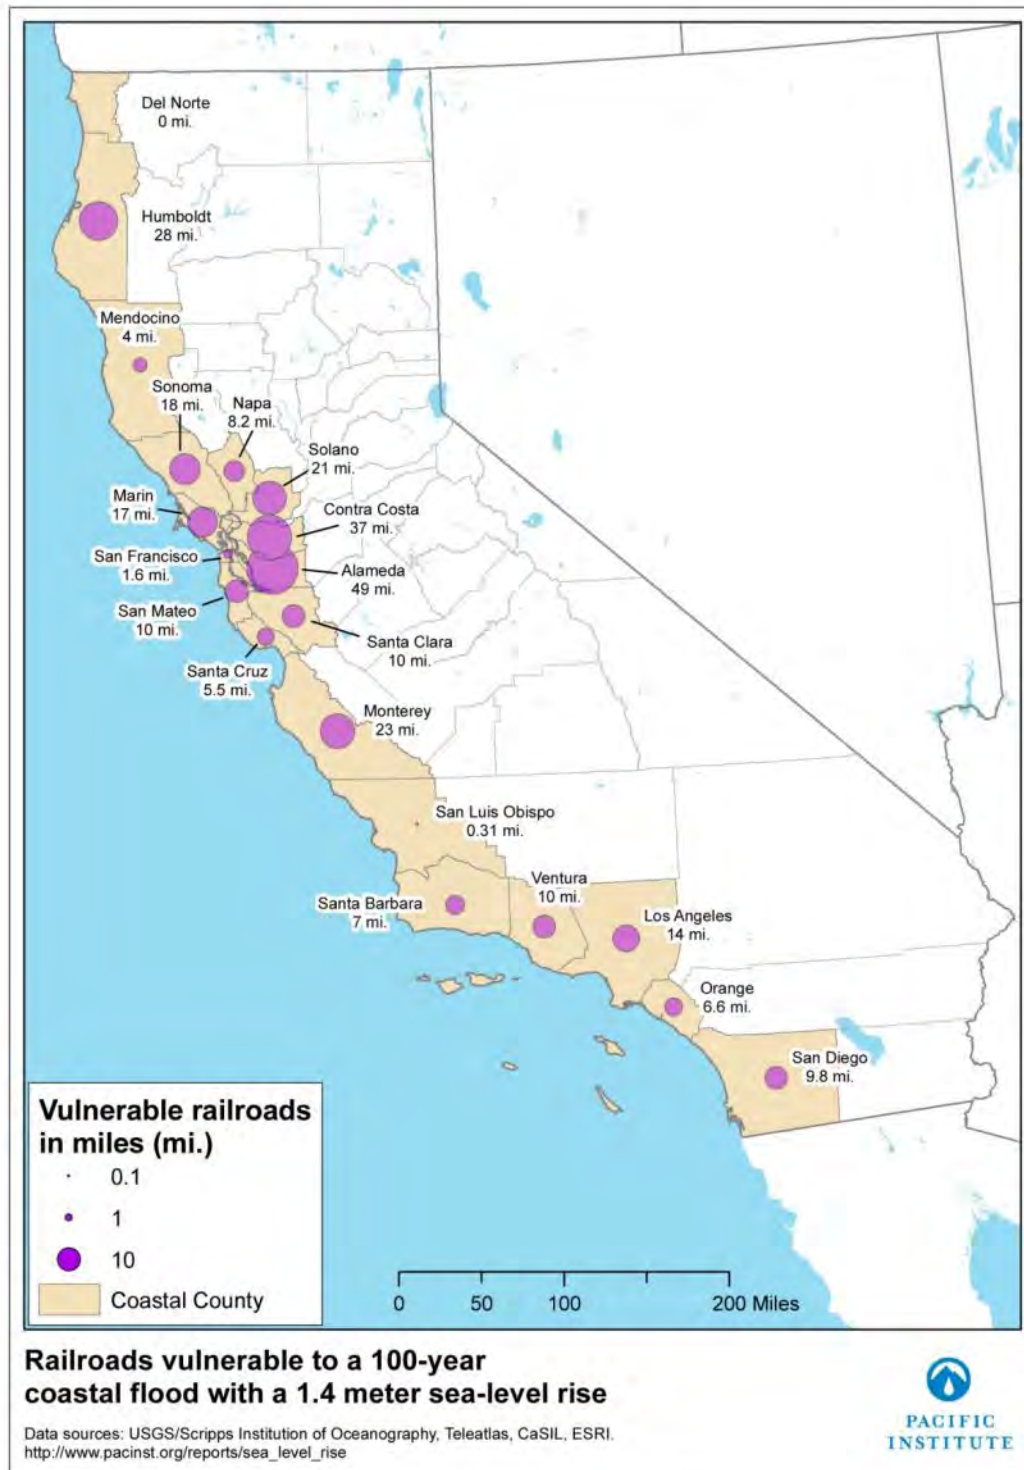 Del Norte
0 mi.
Humboldt
28 mi.
Mendocino
4 mi.
Sonoma
18 mi.
Napa
8.2 mi.
Solano
21 mi.
Marin
17 mi.
Contra Costa
37 mi.
San Francisco
1.6 mi.
Alameda
49 mi.
San Mateo
10 mi.
Santa Clara
10 mi.
Santa Cruz
5.5 mi.
Monterey
23 mi.
San Luis Obispo
0.31 mi.
Ventura
10 mi.
Santa Barbara
7 mi.
Los Angeles
14 mi.
Orange
6.6 mi.
San Diego
9.8 mi.
Vulnerable railroads
in miles (mi.)
0.1
1
10
Coastal County
0 50 100 200 Miles
Railroads vulnerable to a 100-year
coastal flood with a 1.4 meter sea-level rise
Data sources: USGS/Scripps Institution of Oceanography, Teleatlas, CaSIL, ESRI.
http://www.pacinst.org/reports/sea_level_rise
PACIFIC
INSTITUTE